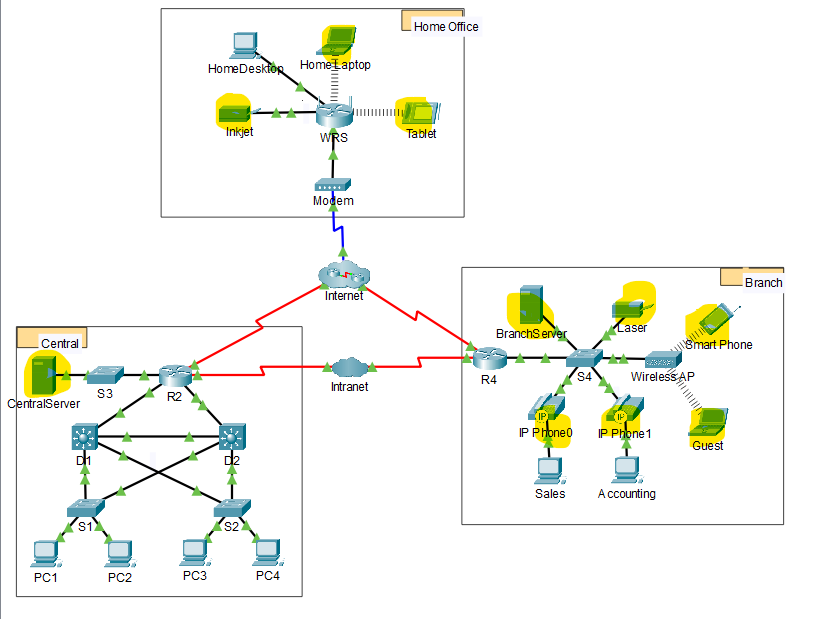 Home Office
HomeDesktop
Home Laptop
Inkjet
WRS
Tablet
Modem
Internet
Branch
BranchServer
Laser
Smart Phone
Central
CentralServer
S3
R2
Intranet
R4
S4
Wireless AP
D1
D2
IP
IP
IP Phone0
IP Phone1
Guest
Sales
Accounting
S1
S2
PC1
PC2
PC3
PC4